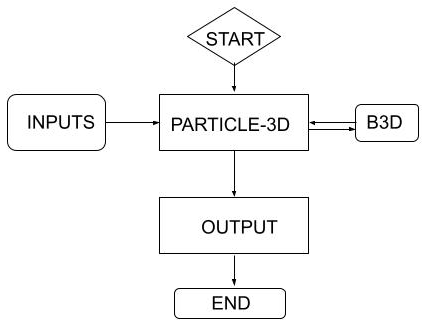 START
INPUTS
PARTICLE-3D
B3D
OUTPUT
END